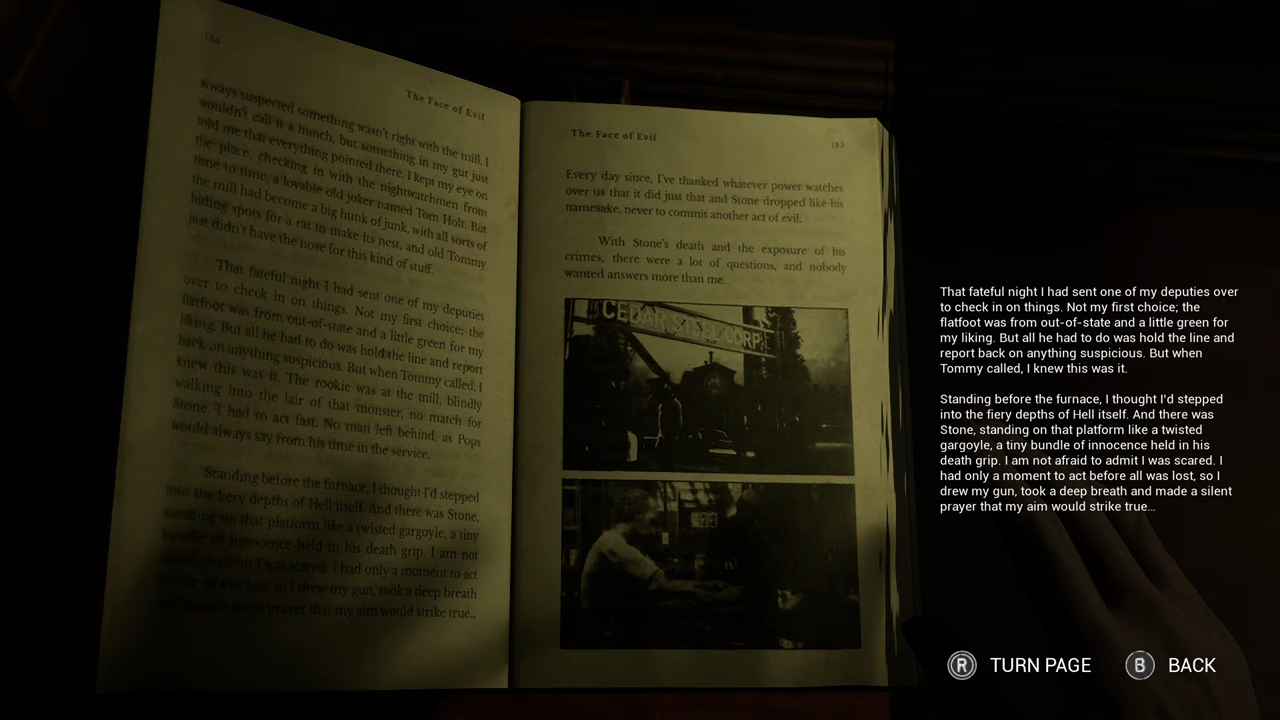 184
The Face of Evil
always suspected something wasn't right with the mill. I
wouldn't call it a hunch, but something in my gut just
told me that everything pointed there. I kept my eye on
the place, checking in with the nightwatchmen from
time to time, a lovable old joker named Tom Holt. But
the mill had become a big hunk of junk, with all sorts of
hiding spots for a rat to make its nest, and old Tommy
just didn't have the nose for this kind of stuff.
That fateful night I had sent one of my deputies
over to check in on things. Not my first choice; the
flatfoot was from out-of-state and a little green for my
liking. But all he had to do was hold the line and report
back on anything suspicious. But when Tommy called, I
knew this was it. The rookie was at the mill, blindly
walking into the lair of that monster, no match for
Stone. I had to act fast. No man left behind, as Pops
would always say from his time in the service.
Standing before the furnace, I thought I'd stepped
into the fiery depths of Hell itself. And there was Stone,
standing on that platform like a twisted gargoyle, a tiny
bundle of innocence held in his death grip. I am not
afraid to admit I was scared. I had only a moment to act
before all was lost, so I drew my gun, took a deep breath
and made a silent prayer that my aim would strike true...
The Face of Evil
185
Every day since, I've thanked whatever power watches
over us that it did just that and Stone dropped like his
namesake, never to commit another act of evil.
With Stone's death and the exposure of his
crimes, there were a lot of questions, and nobody
wanted answers more than me.
CEDAR STEEL CORP.
22
That fateful night I had sent one of my deputies over
to check in on things. Not my first choice; the
flatfoot was from out-of-state and a little green for
my liking. But all he had to do was hold the line and
report back on anything suspicious. But when
Tommy called, I knew this was it.
Standing before the furnace, I thought I'd stepped
into the fiery depths of Hell itself. And there was
Stone, standing on that platform like a twisted
gargoyle, a tiny bundle of innocence held in his
death grip. I am not afraid to admit I was scared. I
had only a moment to act before all was lost, so I
drew my gun, took a deep breath and made a silent
prayer that my aim would strike true...
R TURN PAGE
B BACK